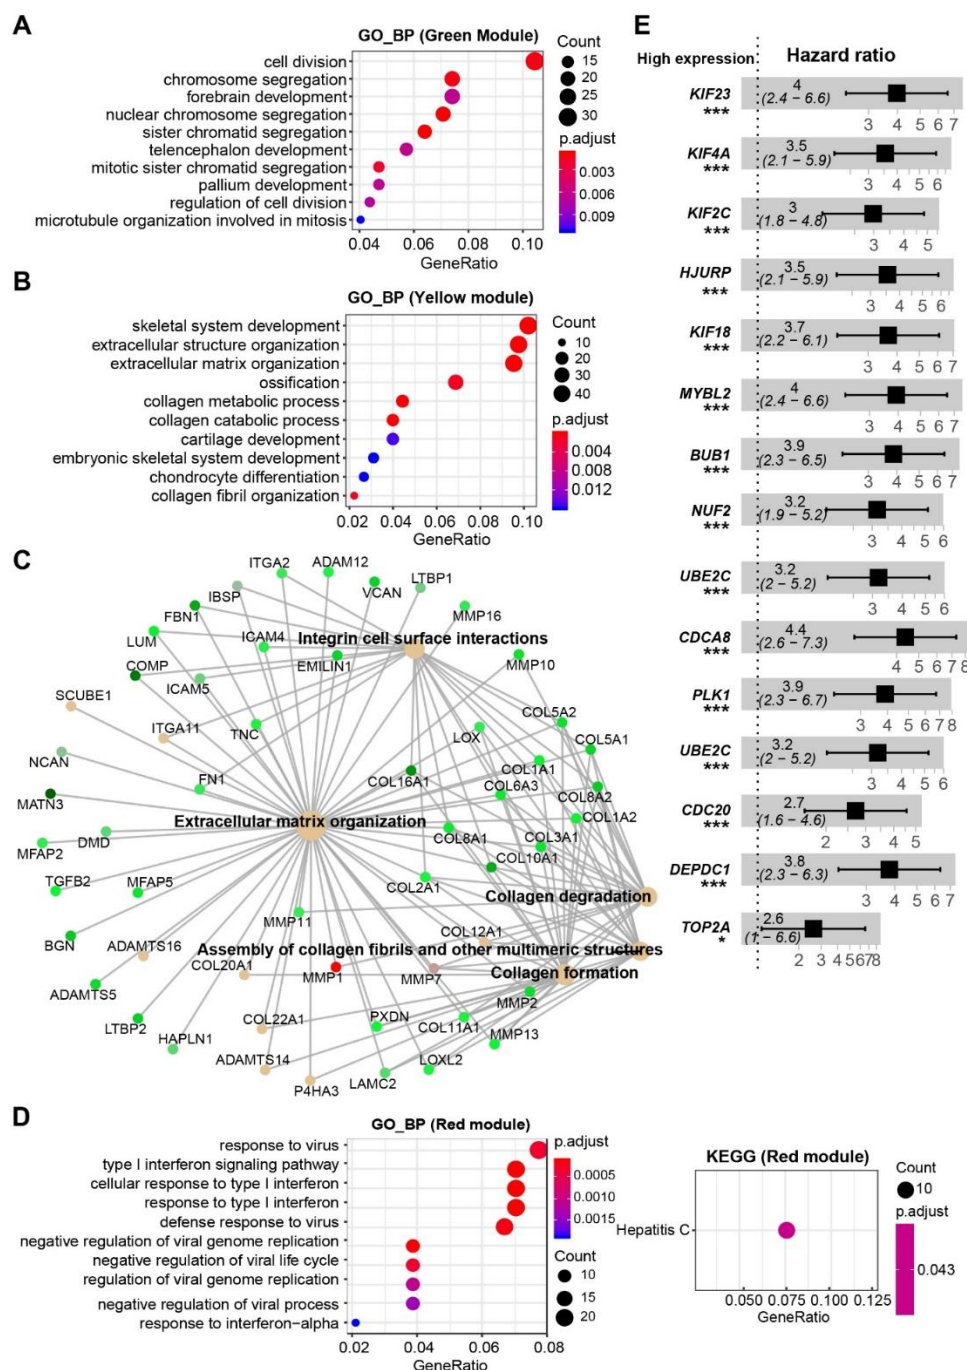 A
GO_BP (Green Module)
cell division
chromosome segregation
forebrain development
nuclear chromosome segregation
sister chromatid segregation
telencephalon development
mitotic sister chromatid segregation
pallium development
regulation of cell division
microtubule organization involved in mitosis
0.04 0.06 0.08 0.10
GeneRatio
Count
15
20
25
30
p.adjust
0.003
0.006
0.009
B
GO_BP (Yellow module)
skeletal system development
extracellular structure organization
extracellular matrix organization
ossification
collagen metabolic process
collagen catabolic process
cartilage development
embryonic skeletal system development
chondrocyte differentiation
collagen fibril organization
0.02 0.04 0.06 0.08 0.10
GeneRatio
Count
10
20
30
40
p.adjust
0.004
0.008
0.012
C
ITGA2
ADAM12
IBSP
VCAN
LTBP1
FBN1
MMP16
LUM
ICAM4
Integrin cell surface interactions
COMP
EMILIN1
MMP10
ICAM5
SCUBE1
ITGA11
TNC
LOX
COL5A2
COL5A1
NCAN
FN1
COL16A1
COL1A1
COL6A3
COL8A2
MATN3
Extracellular matrix organization
COL1A2
DMD
COL8A1
COL3A1
MFAP2
COL10A1
TGFB2
MFAP5
COL2A1
Collagen degradation
MMP11
BGN
ADAMTS16
COL12A1
Assembly of collagen fibrils and other multimeric structures
COL20A1
MMP1
MMP7
Collagen formation
ADAMTS5
MMP2
LTBP2
COL22A1
PXDN
COL11A1
HAPLN1
MMP13
ADAMTS14
LOXL2
P4HA3
LAMC2
D
GO_BP (Red module)
response to virus
type I interferon signaling pathway
cellular response to type I interferon
response to type I interferon
defense response to virus
negative regulation of viral genome replication
negative regulation of viral life cycle
regulation of viral genome replication
negative regulation of viral process
response to interferon−alpha
0.02 0.04 0.06 0.08
GeneRatio
p.adjust
0.0005
0.0010
0.0015
Count
10
15
20
KEGG (Red module)
Hepatitis C
0.050 0.075 0.100 0.125
GeneRatio
Count
10
p.adjust
0.043
E
High expression
Hazard ratio
KIF23
***
4
(2.4 − 6.6)
3 4 5 6 7
KIF4A
***
3.5
(2.1 − 5.9)
3 4 5 6
KIF2C
***
3
(1.8 − 4.8)
3 4 5
HJURP
***
3.5
(2.1 − 5.9)
3 4 5 6
KIF18
***
3.7
(2.2 − 6.1)
3 4 5 6 7
MYBL2
***
4
(2.4 − 6.6)
3 4 5 6 7
BUB1
***
3.9
(2.3 − 6.5)
3 4 5 6 7
NUF2
***
3.2
(1.9 − 5.2)
3 4 5 6
UBE2C
***
3.2
(2 − 5.2)
3 4 5 6
CDCA8
***
4.4
(2.6 − 7.3)
4 5 6 7 8
PLK1
***
3.9
(2.3 − 6.7)
3 4 5 6 7 8
UBE2C
***
3.2
(2 − 5.2)
3 4 5 6
CDC20
***
2.7
(1.6 − 4.6)
2 3 4 5
DEPDC1
***
3.8
(2.3 − 6.3)
3 4 5 6 7
TOP2A
*
2.6
(1 − 6.6)
2 3 4 5 6 7 8